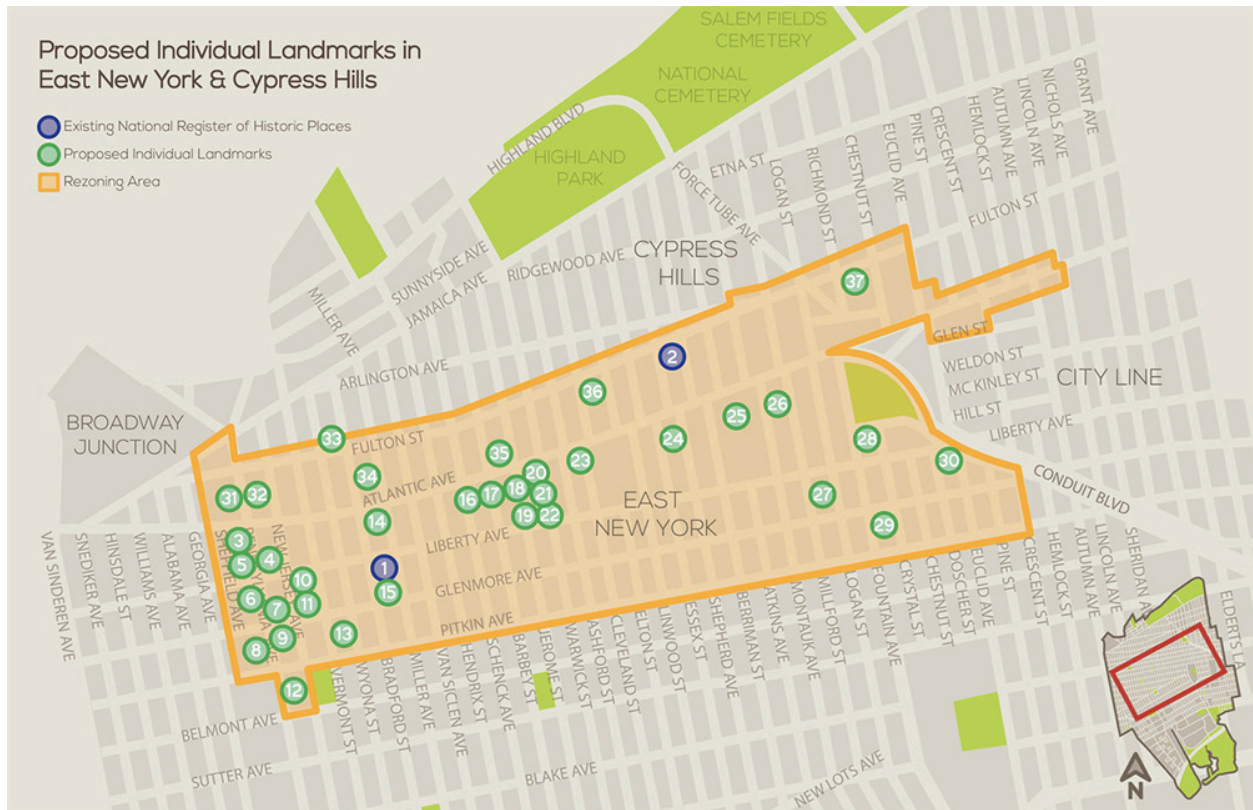 Proposed Individual Landmarks in
East New York & Cypress Hills
Existing National Register of Historic Places
Proposed Individual Landmarks
Rezoning Area
SALEM FIELDS
CEMETERY
NATIONAL
CEMETERY
HIGHLAND BLVD
HIGHLAND
PARK
FORCE TUBE AVE
ETNA ST
LOGAN ST
RICHMOND ST
CHESTNUT ST
EUCLID AVE
PINE ST
CRESCENT ST
HEMLOCK ST
AUTUMN AVE
LINCOLN AVE
NICHOLS AVE
GRANT AVE
FULTON ST
CYPRESS
HILLS
RIDGEWOOD AVE
SUNNYSIDE AVE
JAMAICA AVE
MILLER AVE
ARLINGTON AVE
BROADWAY
JUNCTION
FULTON ST
ATLANTIC AVE
LIBERTY AVE
GLENMORE AVE
PITKIN AVE
EAST
NEW YORK
GLEN ST
WELDON ST
MC KINLEY ST
HILL ST
LIBERTY AVE
CITY LINE
CONDUIT BLVD
37
2
36
26
25
33
24
28
35
23
30
34
20
31
32
16
17
18
21
27
14
19
22
29
3
4
5
1
10
15
6
7
11
9
13
8
12
VAN SINDEREN AVE
SNEDIKER AVE
HINSDALE ST
WILLIAMS AVE
ALABAMA AVE
GEORGIA AVE
SHEFFIELD AVE
NEW JERSEY AVE
VERMONT ST
WYONA ST
BRADFORD ST
MILLER AVE
VAN SICLEN AVE
HENDRIX ST
SCHENCK AVE
BARBEY ST
JEROME ST
WARWICK ST
ASHFORD ST
CLEVELAND ST
ELTON ST
LINWOOD ST
ESSEX ST
SHEPHERD AVE
BERRIMAN ST
ATKINS AVE
MONTAUK AVE
MILLFORD ST
LOGAN ST
FOUNTAIN AVE
CRYSTAL ST
CHESTNUT ST
DOSCHER ST
EUCLID AVE
PINE ST
CRESCENT ST
HEMLOCK ST
AUTUMN AVE
LINCOLN AVE
SHERIDAN A
ELDERTS LA
BELMONT AVE
SUTTER AVE
BLAKE AVE
NEW LOTS AVE
N